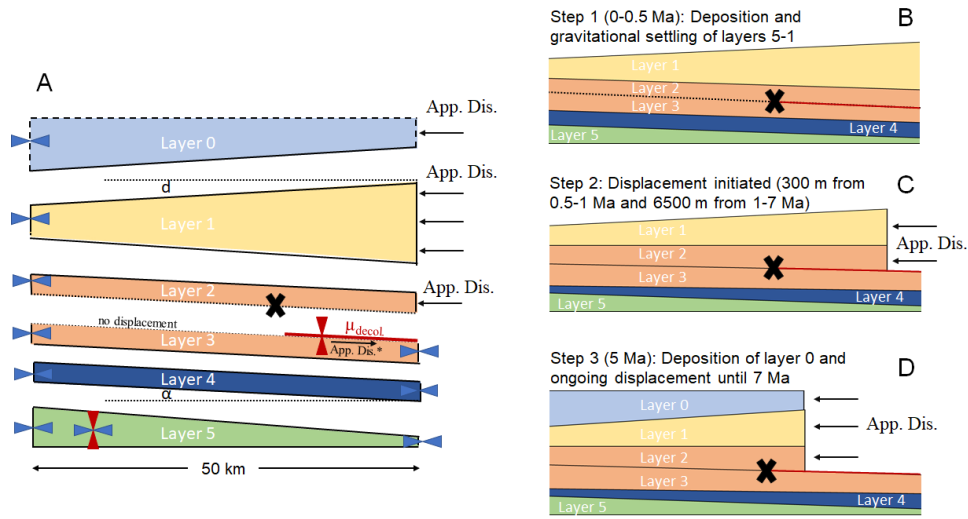 A
App. Dis.
Layer 0
App. Dis.
d
Layer 1
App. Dis.
Layer 2
no displacement
μdecol.
Layer 3
App. Dis.*
Layer 4
α
Layer 5
50 km
Step 1 (0-0.5 Ma): Deposition and
gravitational settling of layers 5-1
B
Layer 1
Layer 2
Layer 3
Layer 4
Layer 5
Step 2: Displacement initiated (300 m from
0.5-1 Ma and 6500 m from 1-7 Ma)
C
Layer 1
App. Dis.
Layer 2
Layer 3
Layer 4
Layer 5
Step 3 (5 Ma): Deposition of layer 0 and
ongoing displacement until 7 Ma
D
Layer 0
Layer 1
App. Dis.
Layer 2
Layer 3
Layer 4
Layer 5